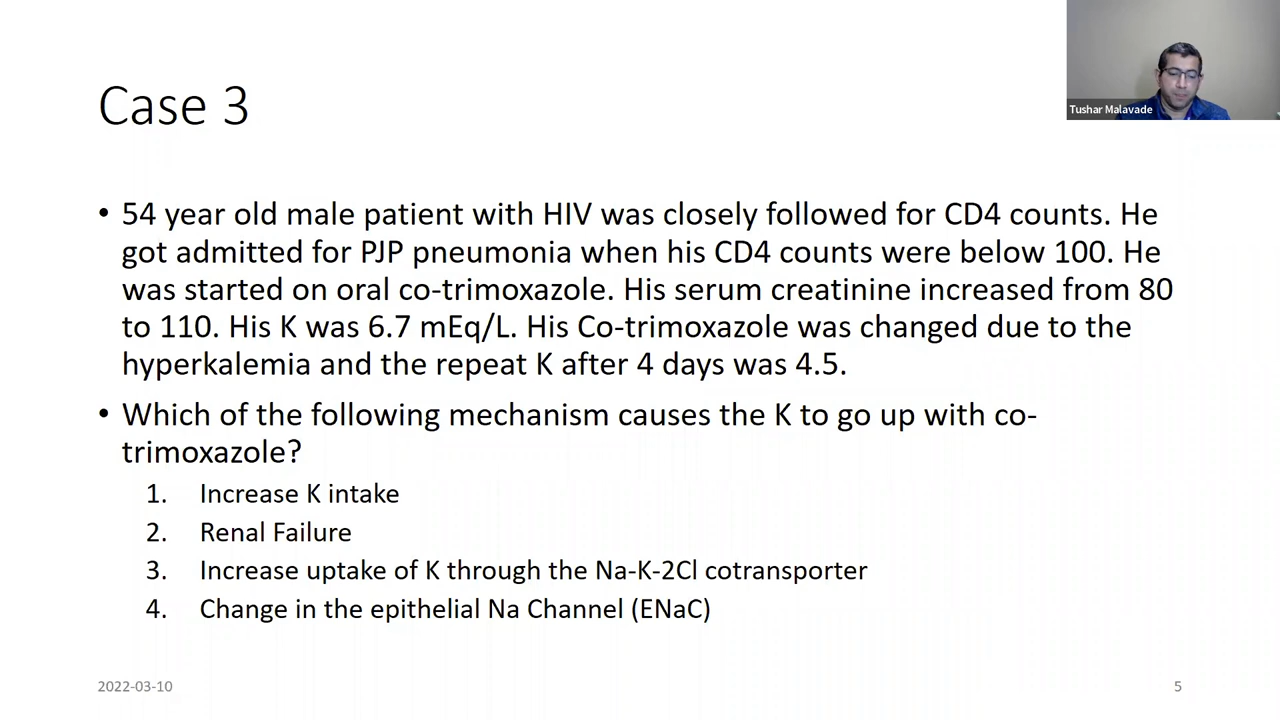 Tushar Malavade
Case 3
• 54 year old male patient with HIV was closely followed for CD4 counts. He
got admitted for PJP pneumonia when his CD4 counts were below 100. He
was started on oral co-trimoxazole. His serum creatinine increased from 80
to 110. His K was 6.7 mEq/L. His Co-trimoxazole was changed due to the
hyperkalemia and the repeat K after 4 days was 4.5.
• Which of the following mechanism causes the K to go up with co-
trimoxazole?
1. Increase K intake
2. Renal Failure
3. Increase uptake of K through the Na-K-2Cl cotransporter
4. Change in the epithelial Na Channel (ENaC)
2022-03-10
5